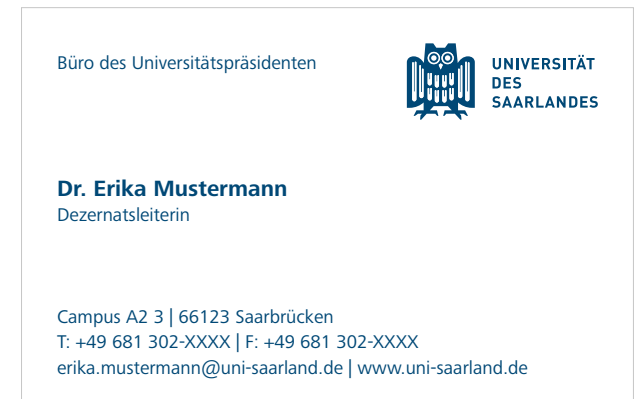 Büro des Universitätspräsidenten
UNIVERSITÄT
DES
SAARLANDES
Dr. Erika Mustermann
Dezernatsleiterin
Campus A2 3 | 66123 Saarbrücken
T: +49 681 302-XXXX | F: +49 681 302-XXXX
erika.mustermann@uni-saarland.de | www.uni-saarland.de